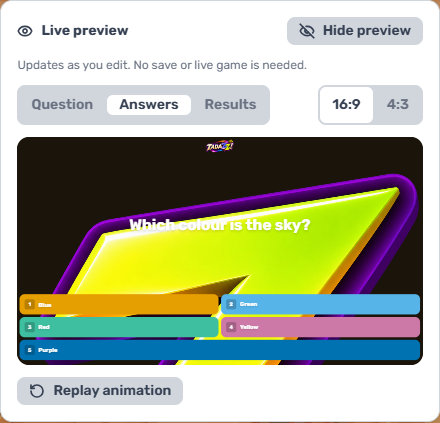 Live preview
Hide preview
Updates as you edit. No save or live game is needed.
Question
Answers
Results
16:9
4:3
TADAZZ!
Which colour is the sky?
1 Blue
2 Green
3 Red
4 Yellow
5 Purple
Replay animation